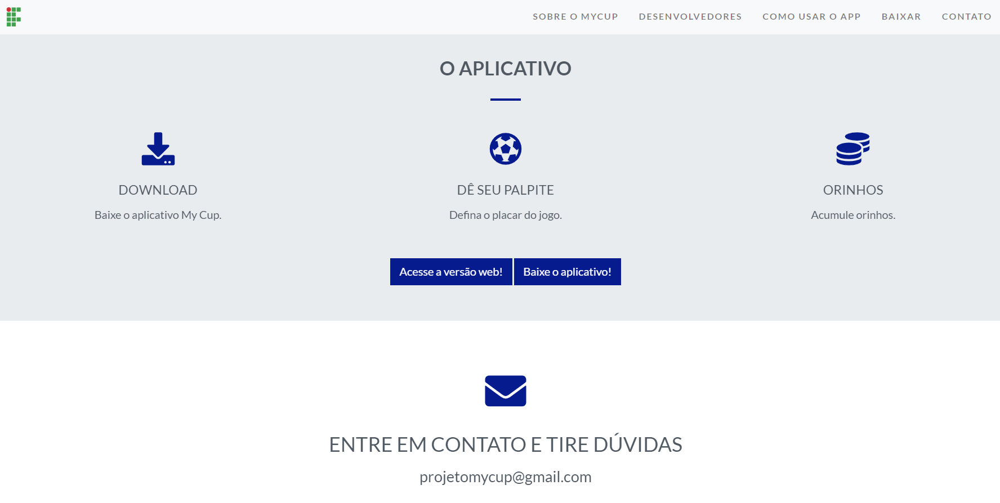 SOBRE O MYCUP DESENVOLVEDORES COMO USAR O APP BAIXAR CONTATO
O APLICATIVO
DOWNLOAD
Baixe o aplicativo My Cup.
DÊ SEU PALPITE
Defina o placar do jogo.
ORINHOS
Acumule orinhos.
Acesse a versão web! Baixe o aplicativo!
ENTRE EM CONTATO E TIRE DÚVIDAS
projetomycup@gmail.com